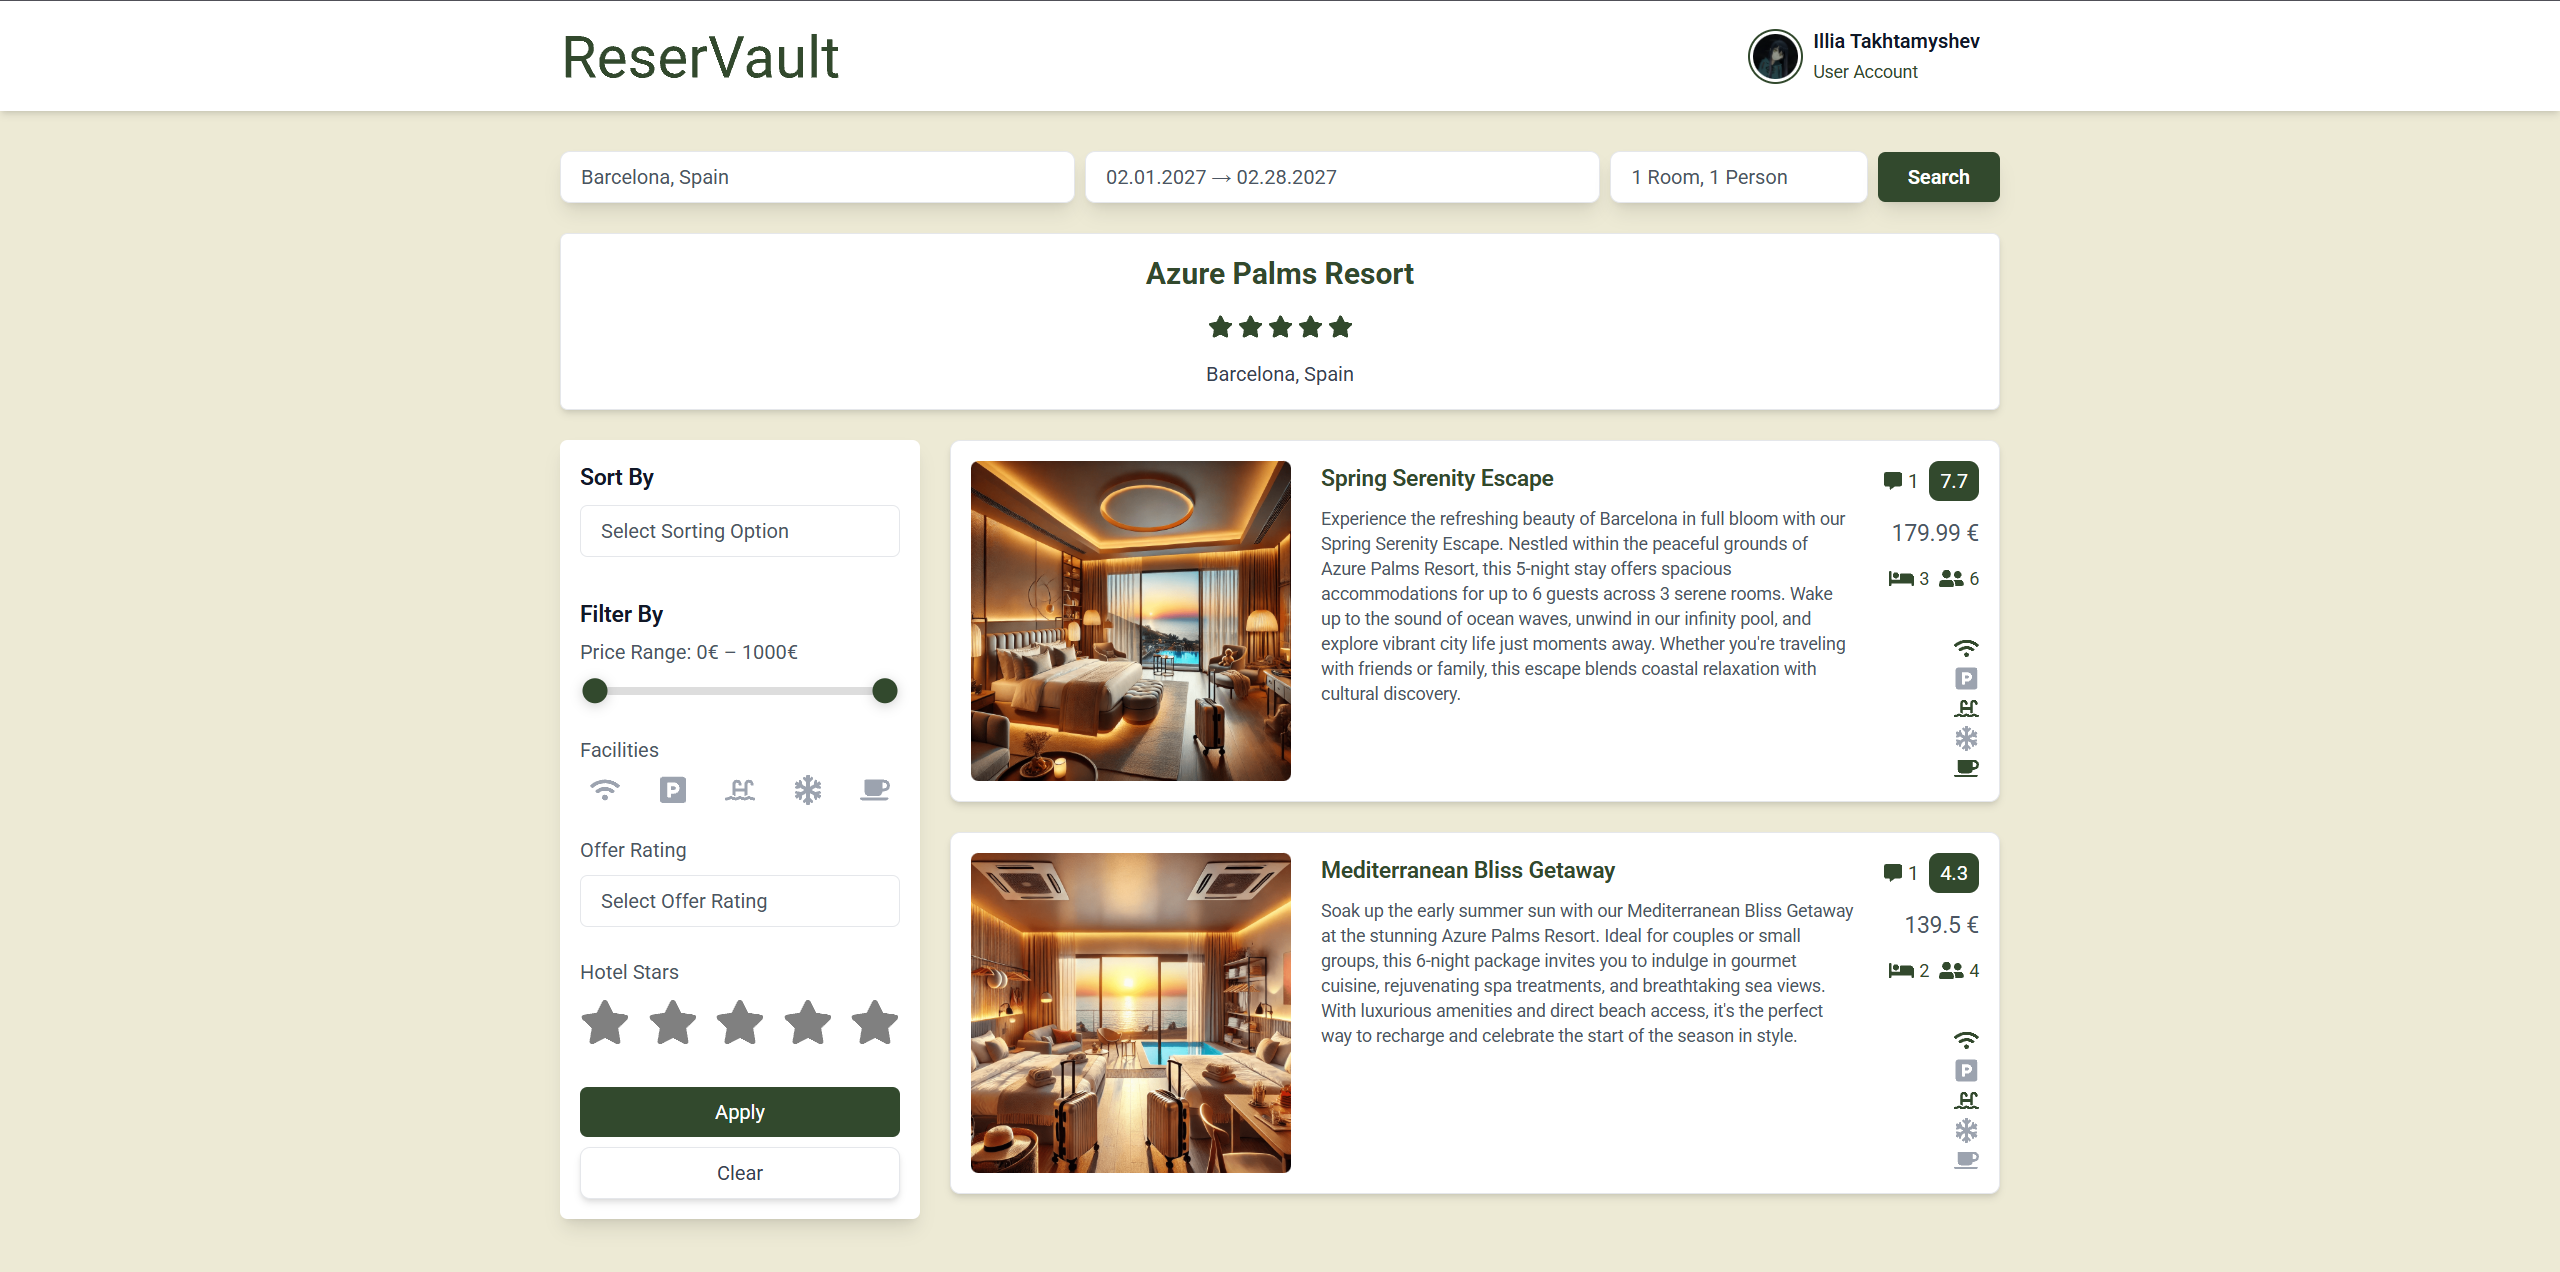 ReserVault
Illia Takhtamyshev
User Account
Barcelona, Spain
02.01.2027 → 02.28.2027
1 Room, 1 Person
Search
Azure Palms Resort
Barcelona, Spain
Sort By
Select Sorting Option
Filter By
Price Range: 0€ – 1000€
Facilities
P
Offer Rating
Select Offer Rating
Hotel Stars
Apply
Clear
Spring Serenity Escape
1
7.7
Experience the refreshing beauty of Barcelona in full bloom with our
Spring Serenity Escape. Nestled within the peaceful grounds of
Azure Palms Resort, this 5-night stay offers spacious
accommodations for up to 6 guests across 3 serene rooms. Wake
up to the sound of ocean waves, unwind in our infinity pool, and
explore vibrant city life just moments away. Whether you're traveling
with friends or family, this escape blends coastal relaxation with
cultural discovery.
179.99 €
3 6
P
Mediterranean Bliss Getaway
1
4.3
Soak up the early summer sun with our Mediterranean Bliss Getaway
at the stunning Azure Palms Resort. Ideal for couples or small
groups, this 6-night package invites you to indulge in gourmet
cuisine, rejuvenating spa treatments, and breathtaking sea views.
With luxurious amenities and direct beach access, it's the perfect
way to recharge and celebrate the start of the season in style.
139.5 €
2 4
P